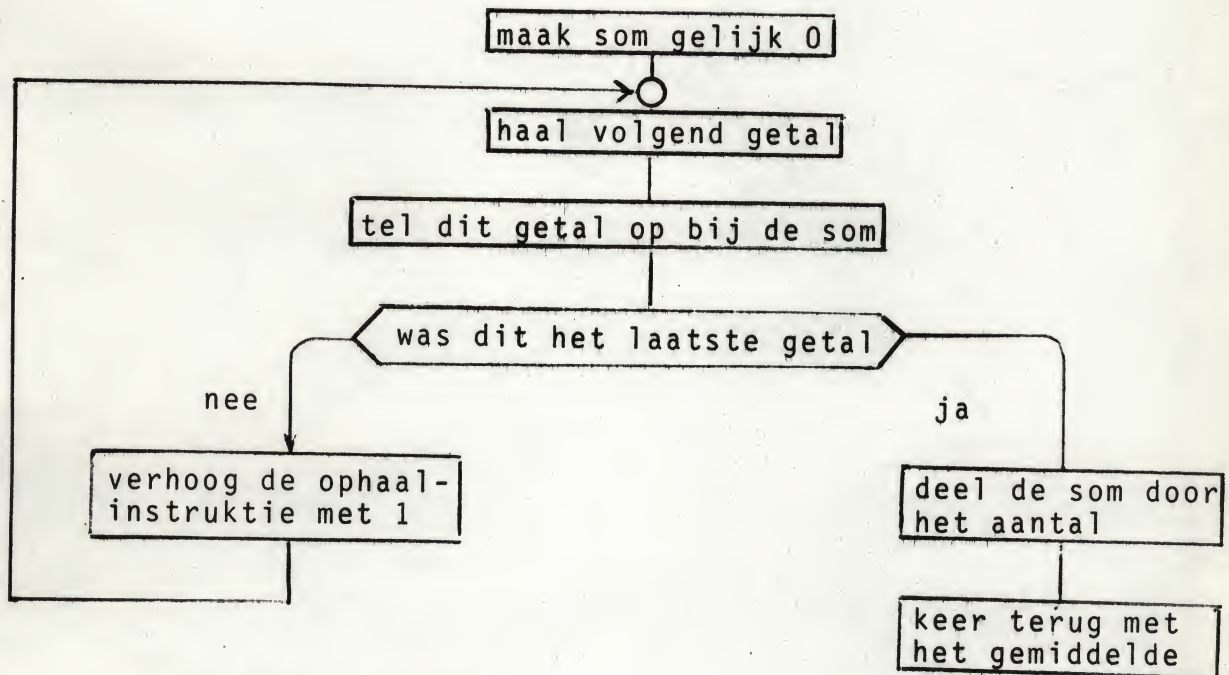 maak som gelijk 0
haal volgend getal
tel dit getal op bij de som
was dit het laatste getal
nee
ja
verhoog de ophaal-
instruktie met 1
deel de som door
het aantal
keer terug met
het gemiddelde